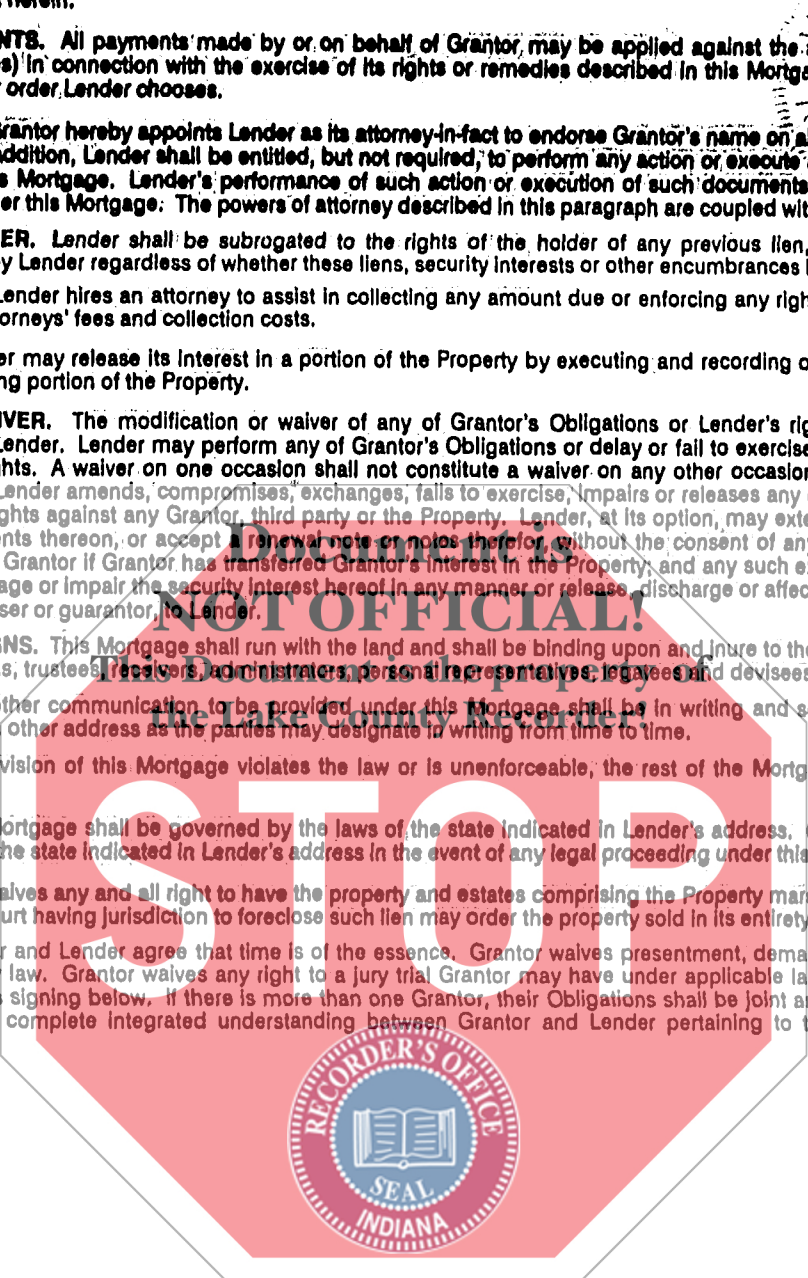 herein.
NTS. All payments made by or on behalf of Grantor may be applied against the
s) in connection with the exercise of its rights or remedies described in this Mortga
order Lender chooses.
rantor hereby appoints Lender as its attorney-in-fact to endorse Grantor's name on a
ddition, Lender shall be entitled, but not required, to perform any action or execute
s Mortgage. Lender's performance of such action or execution of such documents
er this Mortgage. The powers of attorney described in this paragraph are coupled wit
ER. Lender shall be subrogated to the rights of the holder of any previous lien,
y Lender regardless of whether these liens, security interests or other encumbrances
Lender hires an attorney to assist in collecting any amount due or enforcing any righ
orneys' fees and collection costs.
er may release its interest in a portion of the Property by executing and recording o
ng portion of the Property.
IVER. The modification or waiver of any of Grantor's Obligations or Lender's rig
Lender. Lender may perform any of Grantor's Obligations or delay or fail to exercise
hts. A waiver on one occasion shall not constitute a waiver on any other occasion
Lender amends, compromises, exchanges, fails to exercise, impairs or releases any
ghts against any Grantor, third party or the Property. Lender, at its option, may ext
nts thereon, or accept a renewal note or notes therefor, without the consent of an
Document is
Grantor if Grantor has transferred Grantor's interest in the Property; and any such e
age or impair the security interest hereof in any manner or release, discharge or affec
ser or guarantor, to Lender.
NOT OFFICIAL!
GNS. This Mortgage shall run with the land and shall be binding upon and inure to the
s, trustees, receivers, administrators, personal representatives, legatees and devisees
This Document is the property of
ther communication to be provided under this Mortgage shall be in writing and s
the Lake County Recorder!
other address as the parties may designate in writing from time to time.
vision of this Mortgage violates the law or is unenforceable, the rest of the Mortg
STOP
ortgage shall be governed by the laws of the state indicated in Lender's address.
he state indicated in Lender's address in the event of any legal proceeding under this
aives any and all right to have the property and estates comprising the Property mar
urt having jurisdiction to foreclose such lien may order the property sold in its entirety
r and Lender agree that time is of the essence. Grantor waives presentment, dema
law. Grantor waives any right to a jury trial Grantor may have under applicable la
signing below. If there is more than one Grantor, their Obligations shall be joint a
complete integrated understanding between Grantor and Lender pertaining to t
RECORDER'S OFFICE
SEAL
INDIANA